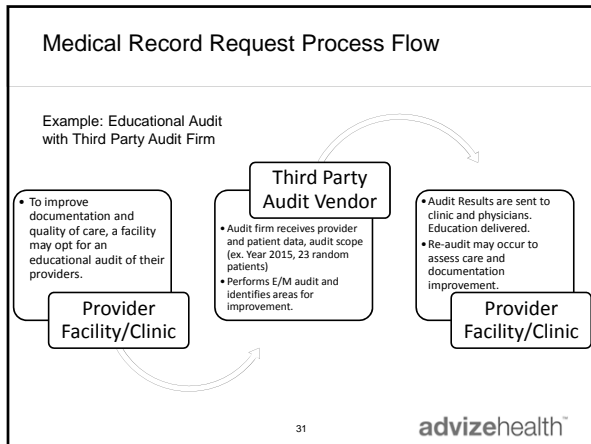 Medical Record Request Process Flow
Example: Educational Audit
with Third Party Audit Firm
• To improve
documentation and
quality of care, a facility
may opt for an
educational audit of their
providers.
Provider
Facility/Clinic
Third Party
Audit Vendor
• Audit firm receives provider
and patient data, audit scope
(ex. Year 2015, 23 random
patients)
• Performs E/M audit and
identifies areas for
improvement.
• Audit Results are sent to
clinic and physicians.
Education delivered.
• Re-audit may occur to
assess care and
documentation
improvement.
Provider
Facility/Clinic
31
advizehealth™